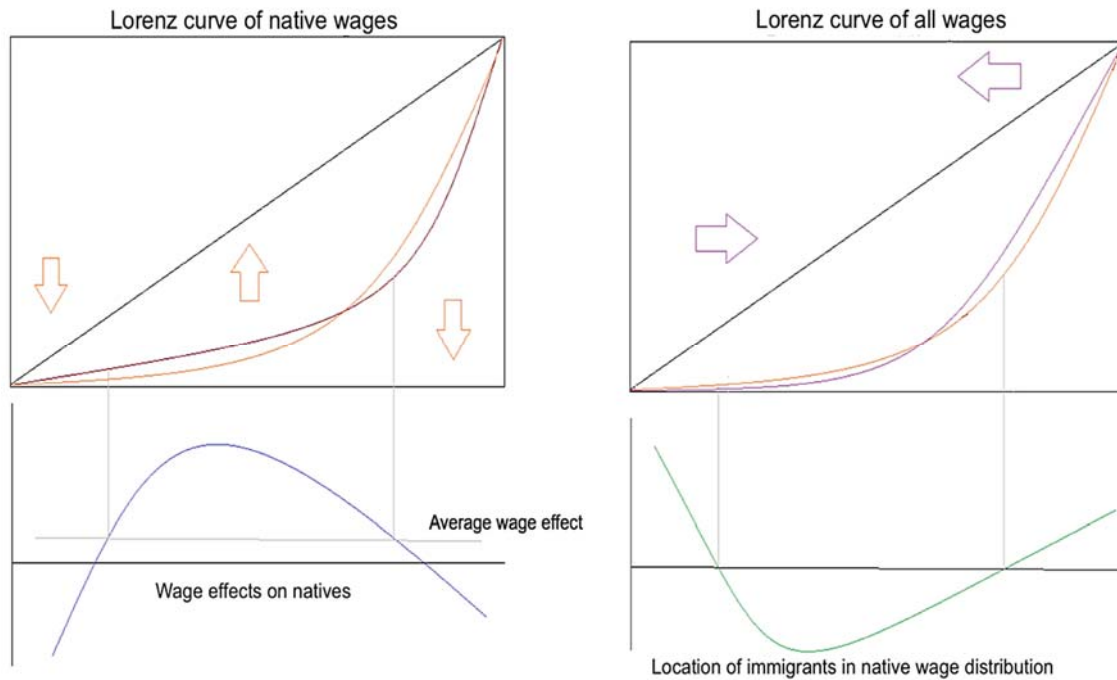 Lorenz curve of native wages
Lorenz curve of all wages
Average wage effect
Wage effects on natives
Location of immigrants in native wage distribution